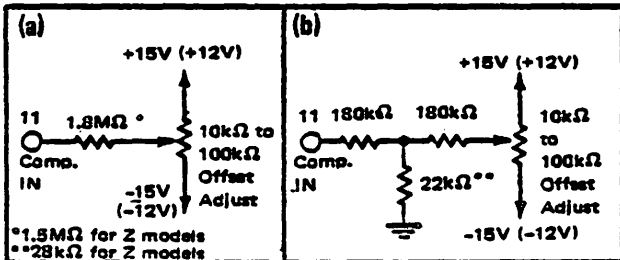 (a)
+15V (+12V)
11
1.8MΩ *
10kΩ to
100kΩ
Offset
Adjust
Comp.
IN
-15V
(-12V)
*1.5MΩ for Z models
**28kΩ for Z models
(b)
+15V (+12V)
11 180kΩ 180kΩ
10kΩ
to
100kΩ
Offset
Adjust
Comp.
IN
22kΩ**
-15V (-12V)